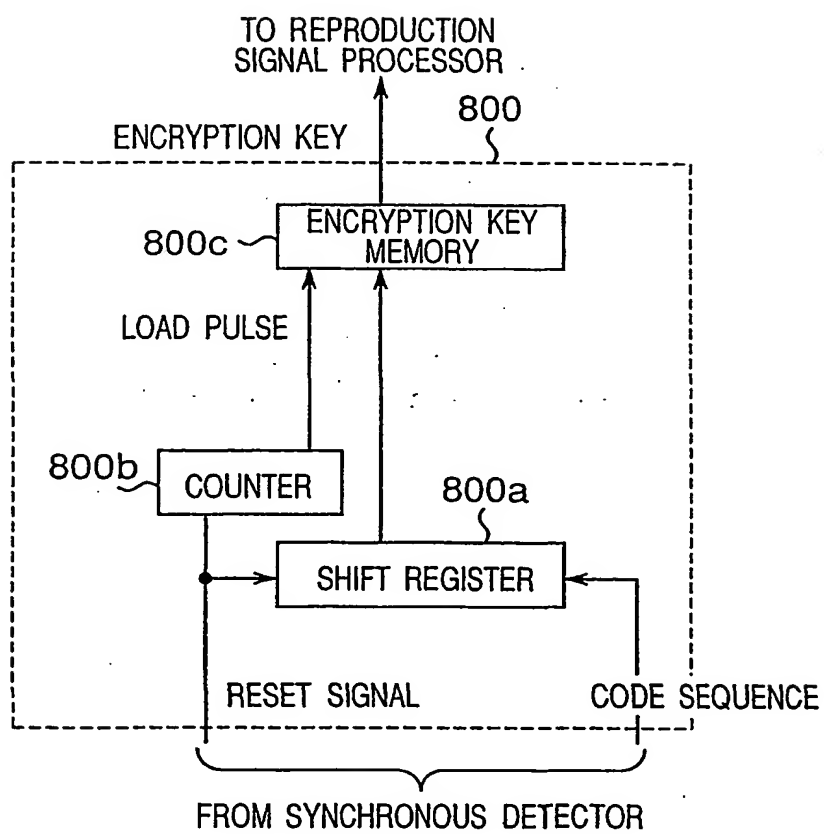 TO REPRODUCTION
SIGNAL PROCESSOR
800
ENCRYPTION KEY
ENCRYPTION KEY
MEMORY
800c
LOAD PULSE
800b
COUNTER
800a
SHIFT REGISTER
RESET SIGNAL
CODE SEQUENCE
FROM SYNCHRONOUS DETECTOR